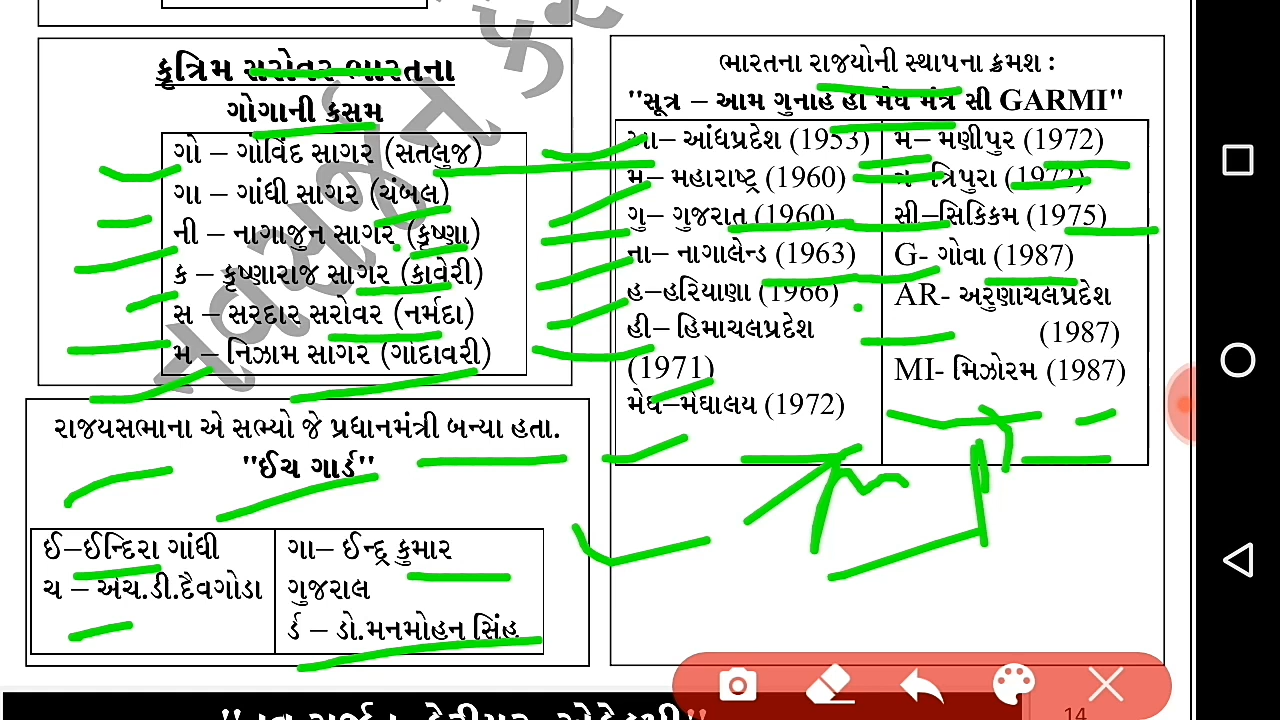 કૃત્રિમ સરોવર ભારતના
ગોગાની કસમ
ગો – ગોવિંદ સાગર (સતલુજ)
ગા – ગાંધી સાગર (ચંબલ)
ની – નાગાર્જુન સાગર (કૃષ્ણા)
ક – કૃષ્ણારાજ સાગર (કાવેરી)
સ – સરદાર સરોવર (નર્મદા)
મ – નિઝામ સાગર (ગોદાવરી)
રાજયસભાના એ સભ્યો જે પ્રધાનમંત્રી બન્યા હતા.
"ઈચ ગાર્ડ"
ઈ–ઈન્દિરા ગાંધી
ચ – એચ.ડી.દૈવગોડા
ગા– ઈન્દ્ર કુમાર
ગુજરાલ
ર્ડ – ડો.મનમોહન સિંહ
ભારતના રાજયોની સ્થાપના ક્રમશ :
"સૂત્ર – આમ ગુનાહ હી મેઘ મંત્ર સી GARMI"
આ– આંધપ્રદેશ (1953)
મ– મહારાષ્ટ્ર (1960)
ગુ– ગુજરાત (1960)
ના– નાગાલેન્ડ (1963)
હ–હરિયાણા (1966)
હી– હિમાચલપ્રદેશ
(1971)
મેઘ–મેઘાલય (1972)
મ– મણીપુર (1972)
ત્ર–ત્રિપુરા (1972)
સી–સિકિકમ (1975)
G- ગોવા (1987)
AR- અરુણાચલપ્રદેશ
(1987)
MI- મિઝોરમ (1987)
14